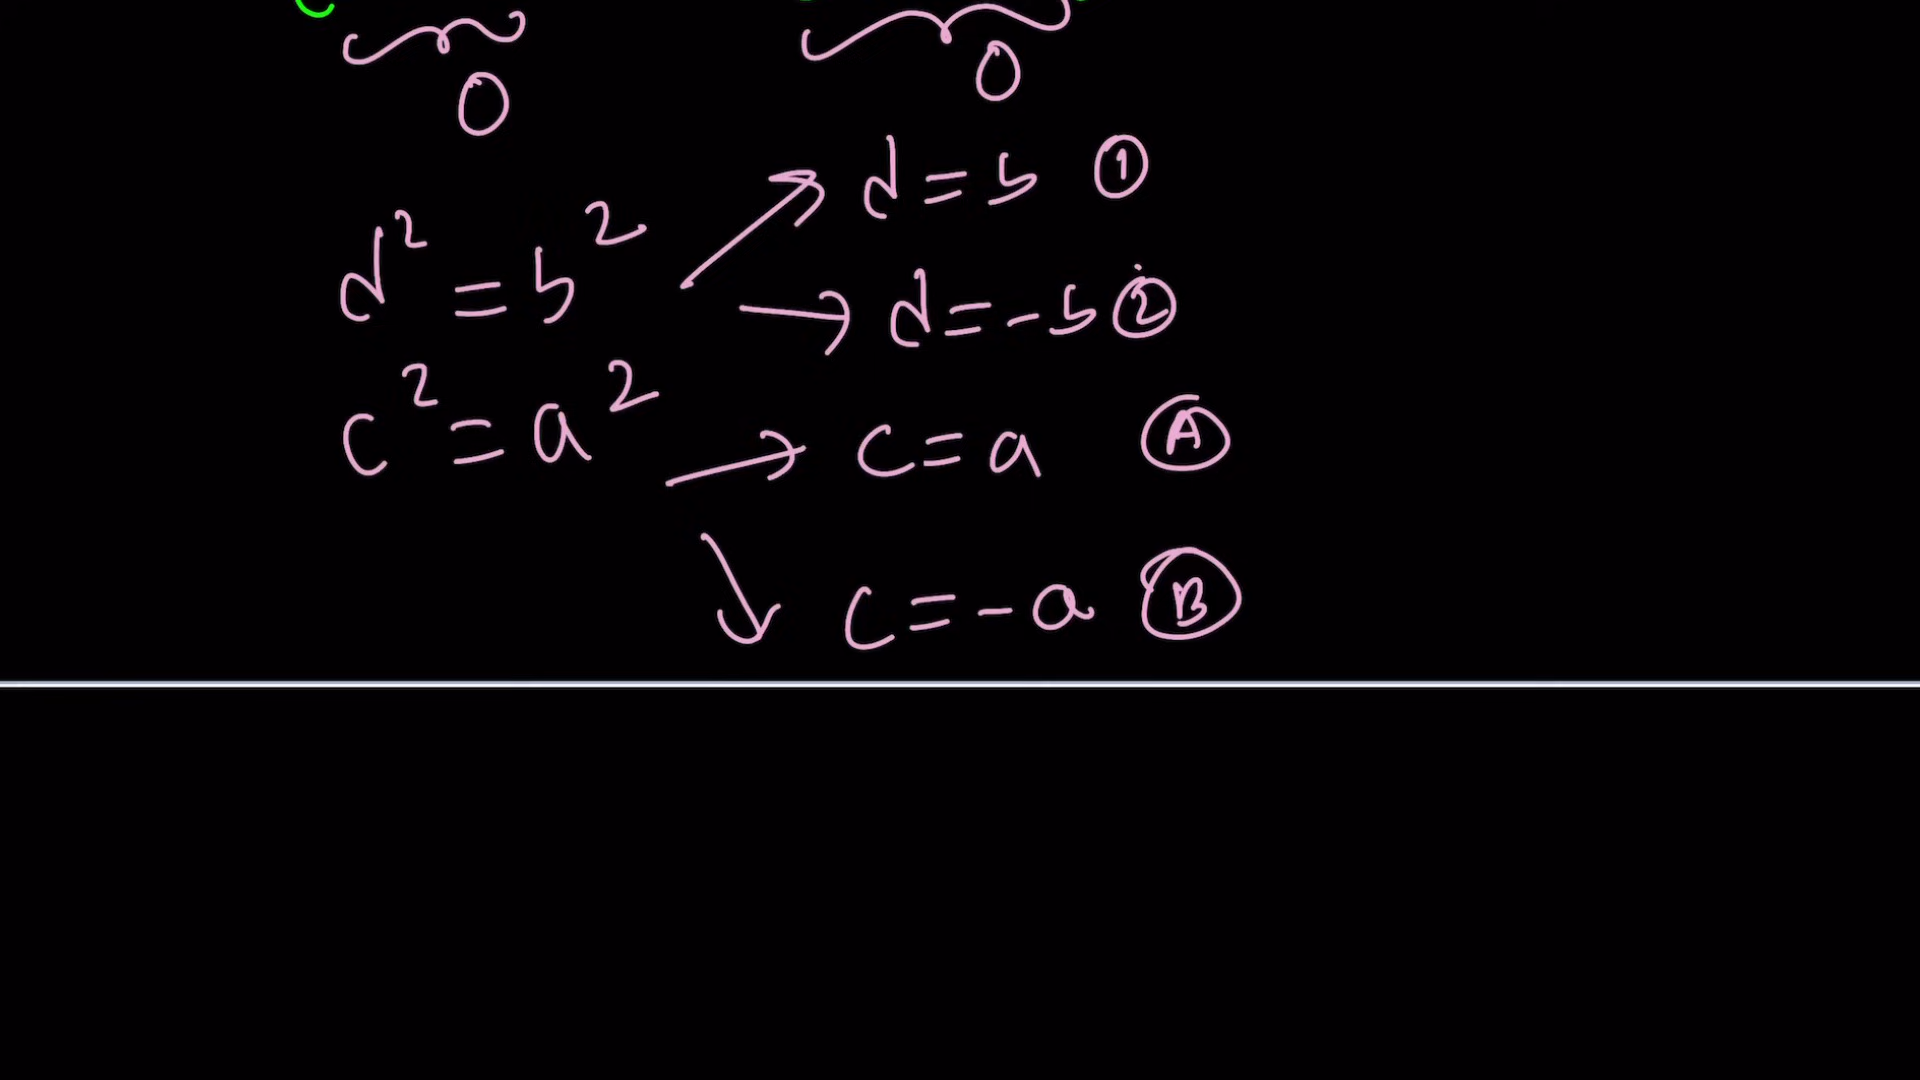 0 0
d = b ①
d² = b²
d = -b ②
c² = a²
c = a Ⓐ
c = -a Ⓑ